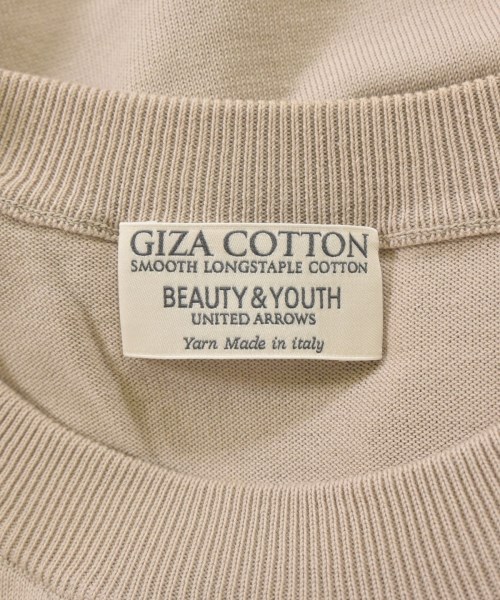 GIZA COTTON
SMOOTH LONGSTAPLE COTTON
BEAUTY & YOUTH
UNITED ARROWS
Yarn Made in italy